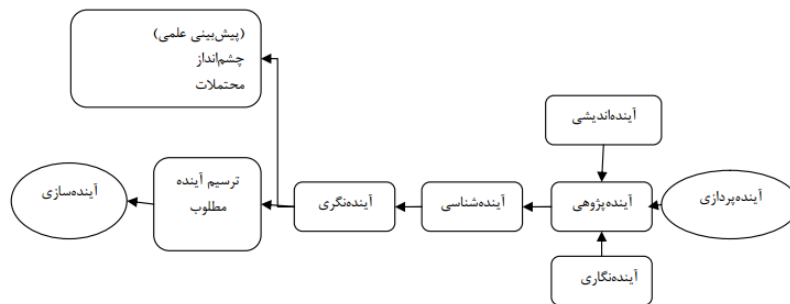 (پیش‌بینی علمی)
چشم‌انداز
محتملات
آینده‌اندیشی
آینده‌پردازی
آینده‌پژوهی
آینده‌شناسی
آینده‌نگری
ترسیم آینده
مطلوب
آینده‌سازی
آینده‌نگاری